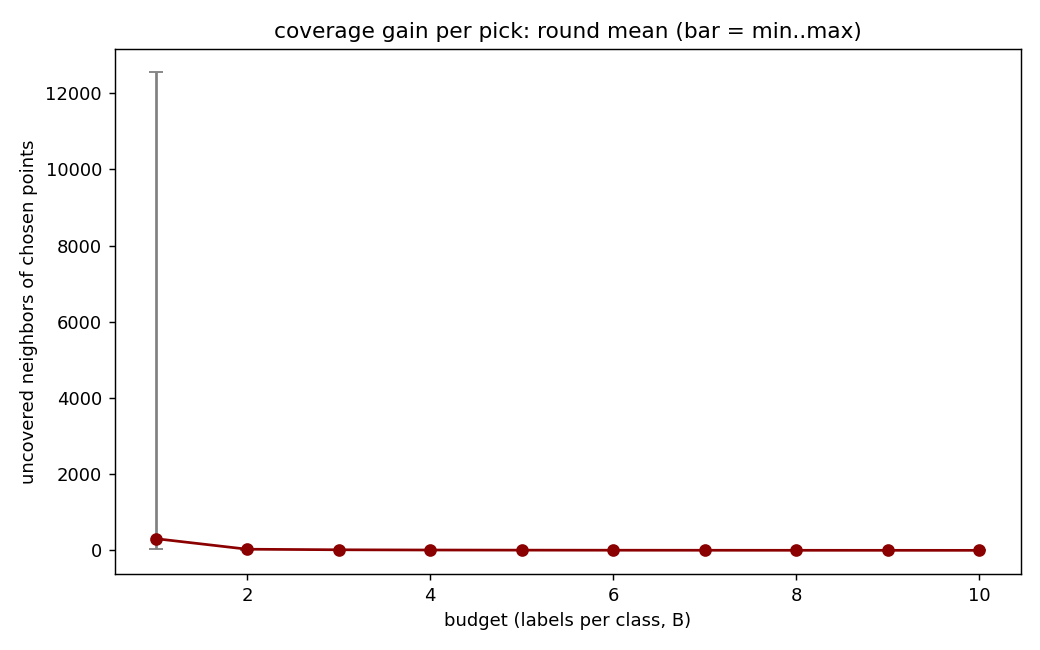 coverage gain per pick: round mean (bar = min..max)
12000
10000
8000
6000
4000
2000
0
uncovered neighbors of chosen points
2 4 6 8 10
budget (labels per class, B)